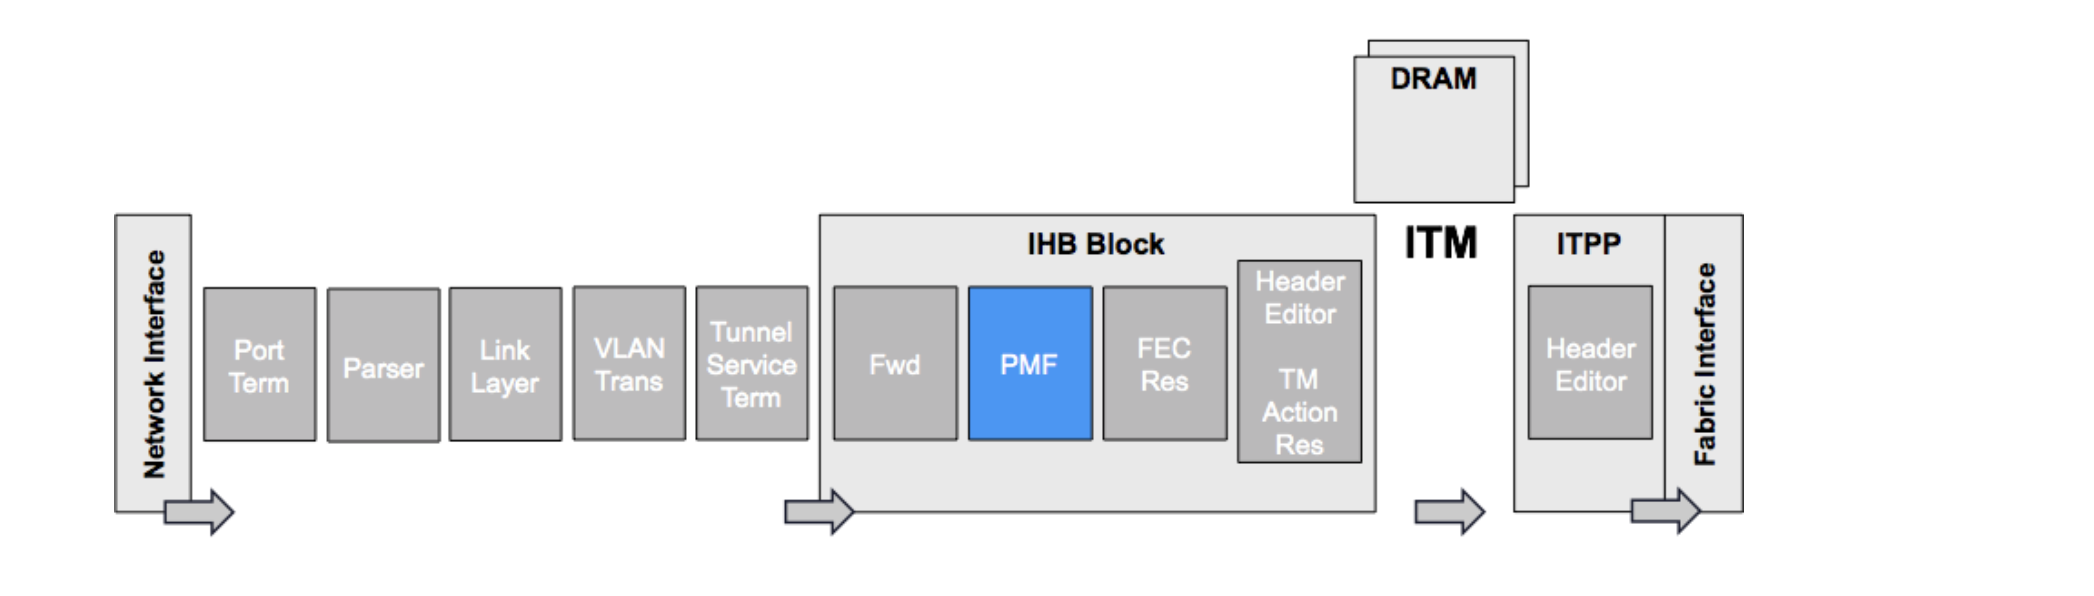 DRAM
Network Interface
Port
Term
Parser
Link
Layer
VLAN
Trans
Tunnel
Service
Term
IHB Block
Fwd
PMF
FEC
Res
Header
Editor
TM
Action
Res
ITM
ITPP
Header
Editor
Fabric Interface